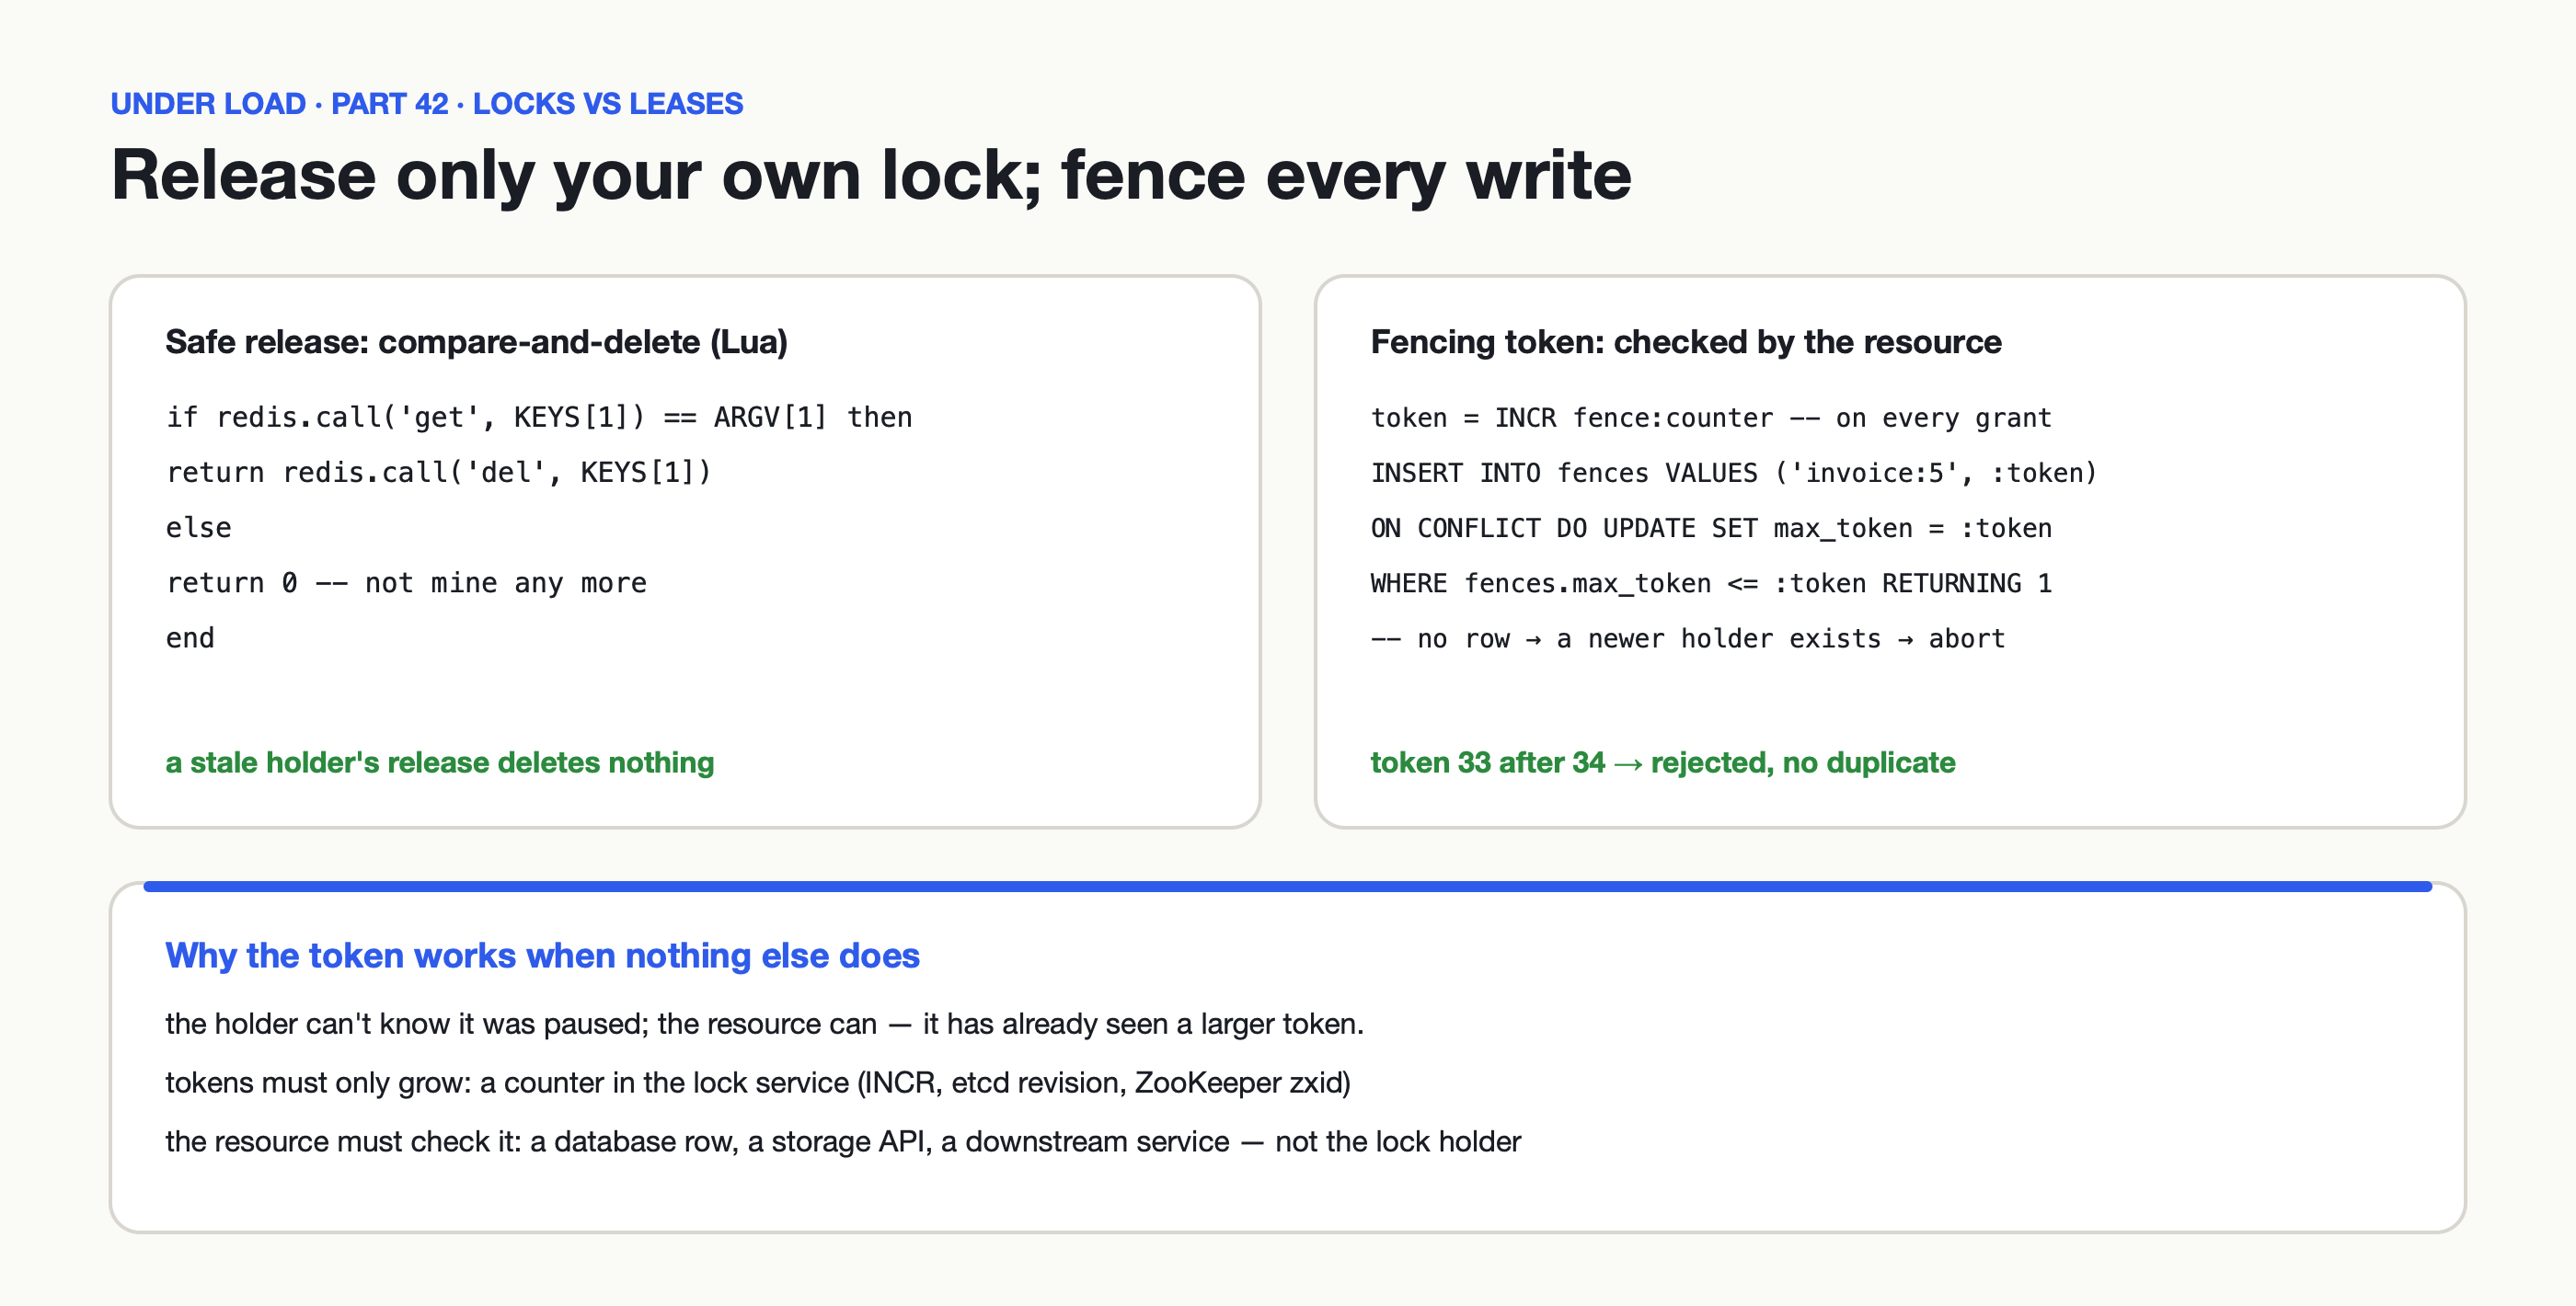 UNDER LOAD · PART 42 · LOCKS VS LEASES
Release only your own lock; fence every write
Safe release: compare-and-delete (Lua)
if redis.call('get', KEYS[1]) == ARGV[1] then
return redis.call('del', KEYS[1])
else
return 0 -- not mine any more
end
a stale holder's release deletes nothing
Fencing token: checked by the resource
token = INCR fence:counter -- on every grant
INSERT INTO fences VALUES ('invoice:5', :token)
ON CONFLICT DO UPDATE SET max_token = :token
WHERE fences.max_token <= :token RETURNING 1
-- no row → a newer holder exists → abort
token 33 after 34 → rejected, no duplicate
Why the token works when nothing else does
the holder can't know it was paused; the resource can — it has already seen a larger token.
tokens must only grow: a counter in the lock service (INCR, etcd revision, ZooKeeper zxid)
the resource must check it: a database row, a storage API, a downstream service — not the lock holder